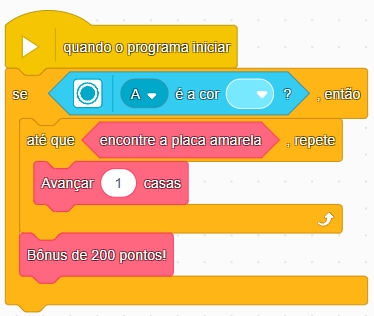 quando o programa iniciar
se A é a cor ? , então
até que encontre a placa amarela , repete
Avançar 1 casas
Bônus de 200 pontos!